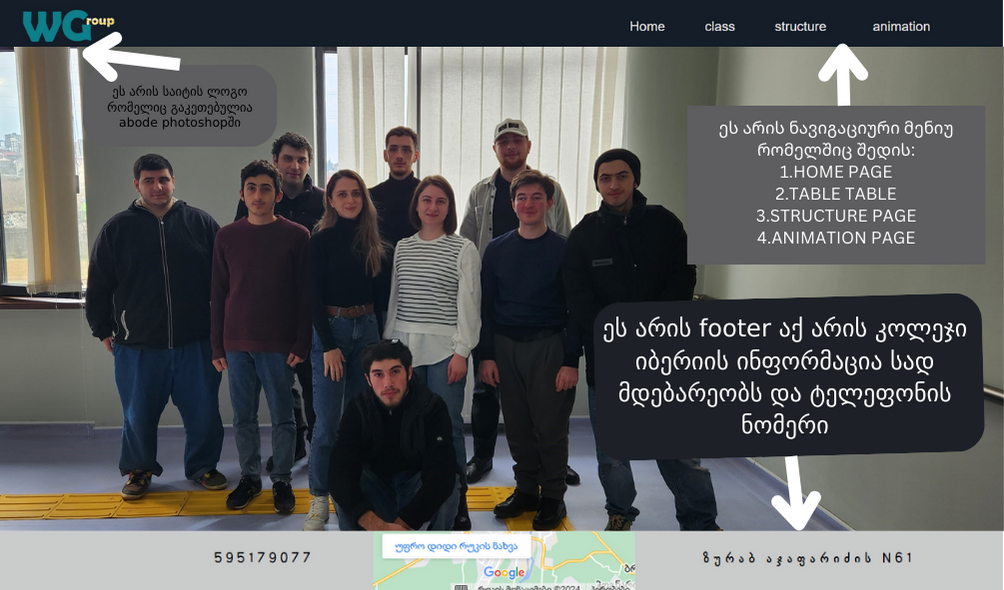 WGroup
Home class structure animation
ეს არის საიტის ლოგო
რომელიც გაკეთებულია
abode photoshopში
ეს არის ნავიგაციური მენიუ
რომელშიც შედის:
1.HOME PAGE
2.TABLE TABLE
3.STRUCTURE PAGE
4.ANIMATION PAGE
ეს არის footer აქ არის კოლეჯი
იბერიის ინფორმაცია სად
მდებარეობს და ტელეფონის
ნომერი
595179077
უფრო დიდი რუკის ნახვა
Google
©2024
ზურაბ აჯაფარიძის N61